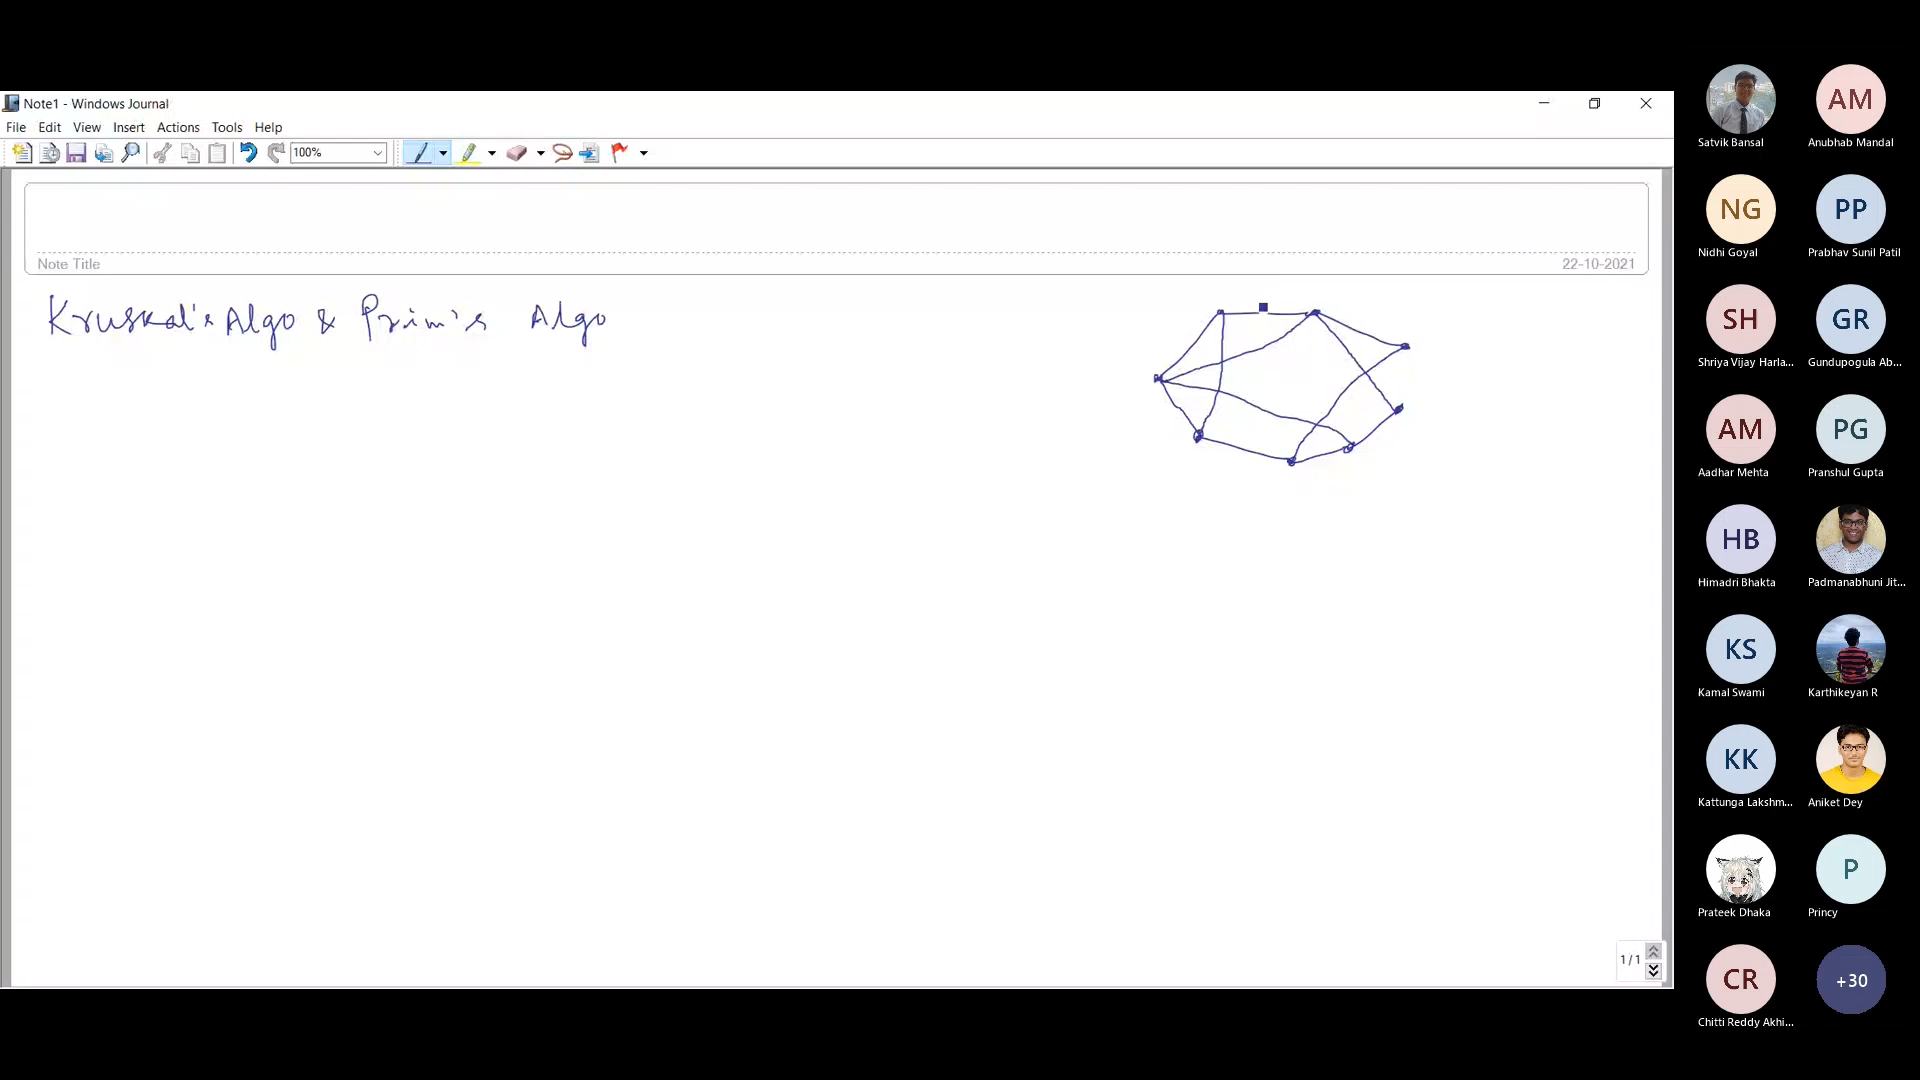 Note1 - Windows Journal
File Edit View Insert Actions Tools Help
100%
Note Title 22-10-2021
Kruskal's Algo & Prim's Algo
1 / 1
Satvik Bansal
AM
Anubhab Mandal
NG
Nidhi Goyal
PP
Prabhav Sunil Patil
SH
Shriya Vijay Harla...
GR
Gundupogula Ab...
AM
Aadhar Mehta
PG
Pranshul Gupta
HB
Himadri Bhakta
Padmanabhuni Jit...
KS
Kamal Swami
Karthikeyan R
KK
Kattunga Lakshm...
Aniket Dey
Prateek Dhaka
P
Princy
CR
Chitti Reddy Akhi...
+30